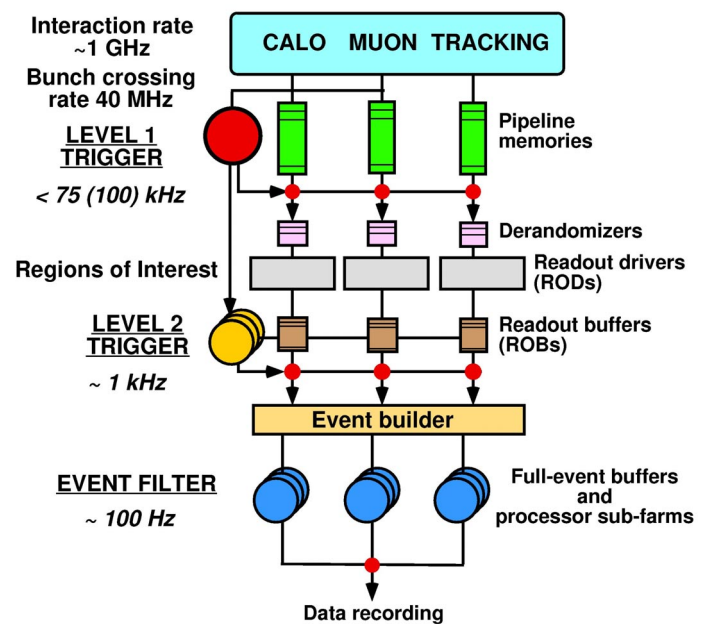 Interaction rate
~1 GHz
CALO MUON TRACKING
Bunch crossing
rate 40 MHz
LEVEL 1
TRIGGER
< 75 (100) kHz
Pipeline
memories
Derandomizers
Regions of Interest
Readout drivers
(RODs)
LEVEL 2
TRIGGER
~ 1 kHz
Readout buffers
(ROBs)
Event builder
EVENT FILTER
~ 100 Hz
Full-event buffers
and
processor sub-farms
Data recording